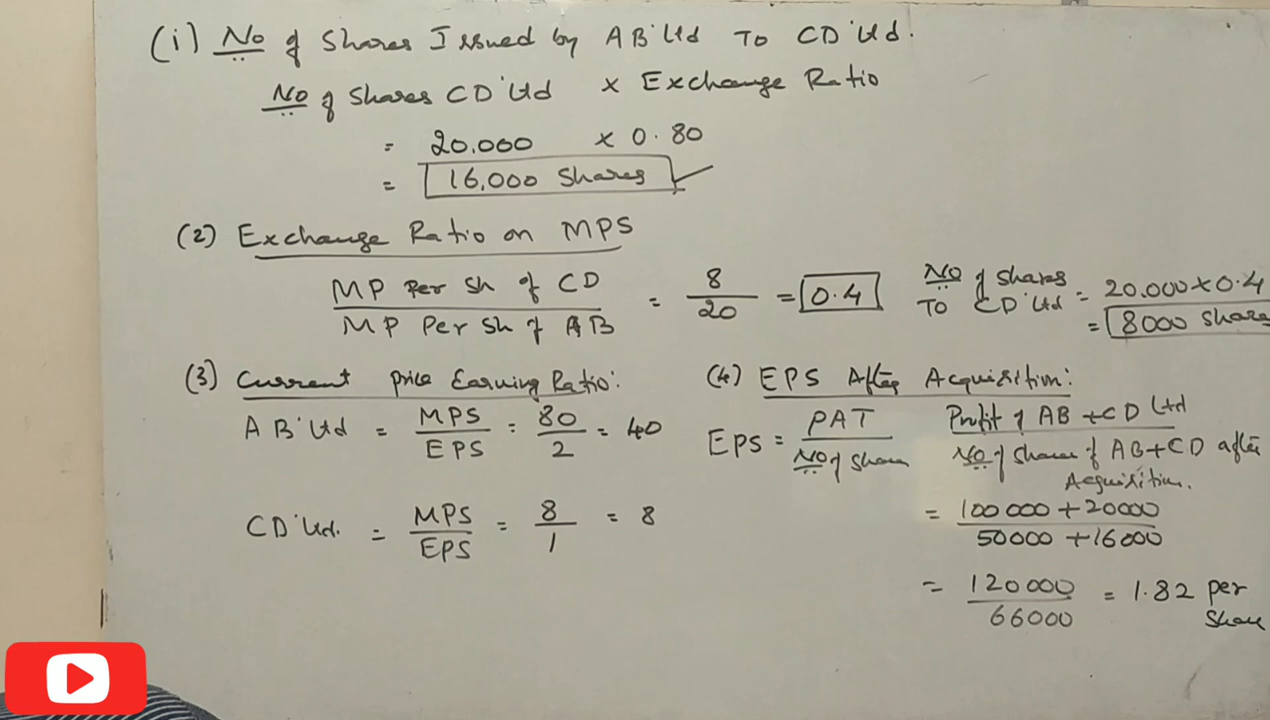 (i) No of Shares Issued by AB Ltd To CD Ltd.
No of Shares CD Ltd x Exchange Ratio
= 20.000 x 0.80
= 16,000 Shares
(2) Exchange Ratio on MPS
MP Per Sh of CD
MP Per Sh of AB
= 8
20
= 0.4
No of Shares
TO CD Ltd
= 20.000 x 0.4
= 8000 Shares
(3) Current Price Earning Ratio:
AB Ltd = MPS = 80 = 40
EPS 2
CD Ltd. = MPS = 8 = 8
EPS 1
(4) EPS After Acquisition:
EPS = PAT
No of Share
Profit of AB + CD Ltd
No of Shares of AB + CD after
Acquisition.
= 100000 + 20000
50000 + 16000
= 120000 = 1.82 per
66000 Share